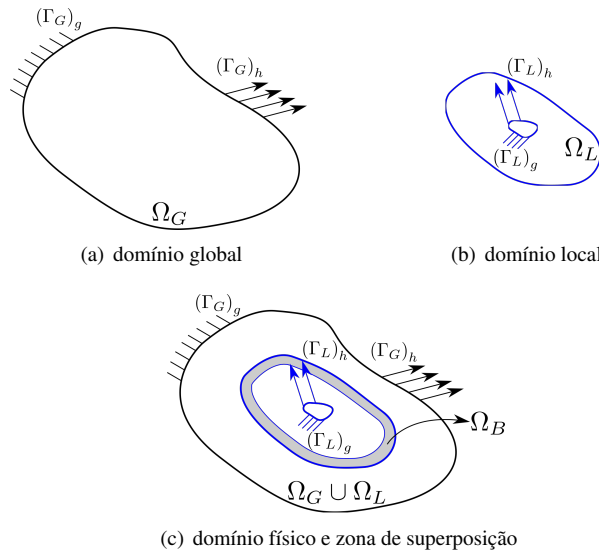 (Γ_G)_g
(Γ_G)_h
Ω_G
(a) domínio global
(Γ_L)_h
(Γ_L)_g
Ω_L
(b) domínio local
(Γ_G)_g
(Γ_L)_h
(Γ_G)_h
(Γ_L)_g
Ω_B
Ω_G ∪ Ω_L
(c) domínio físico e zona de superposição